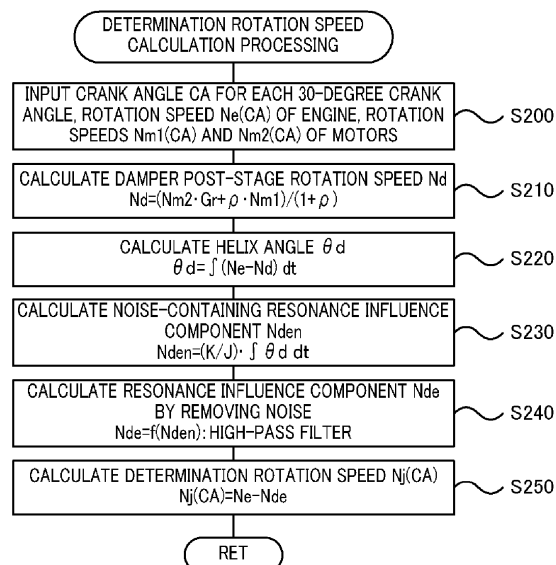 DETERMINATION ROTATION SPEED
CALCULATION PROCESSING
INPUT CRANK ANGLE CA FOR EACH 30-DEGREE CRANK
ANGLE, ROTATION SPEED Ne(CA) OF ENGINE, ROTATION
SPEEDS Nm1(CA) AND Nm2(CA) OF MOTORS
S200
CALCULATE DAMPER POST-STAGE ROTATION SPEED Nd
Nd=(Nm2·Gr+ρ·Nm1)/(1+ρ)
S210
CALCULATE HELIX ANGLE θd
θd=∫(Ne-Nd) dt
S220
CALCULATE NOISE-CONTAINING RESONANCE INFLUENCE
COMPONENT Nden
Nden=(K/J)·∫θd dt
S230
CALCULATE RESONANCE INFLUENCE COMPONENT Nde
BY REMOVING NOISE
Nde=f(Nden): HIGH-PASS FILTER
S240
CALCULATE DETERMINATION ROTATION SPEED Nj(CA)
Nj(CA)=Ne-Nde
S250
RET